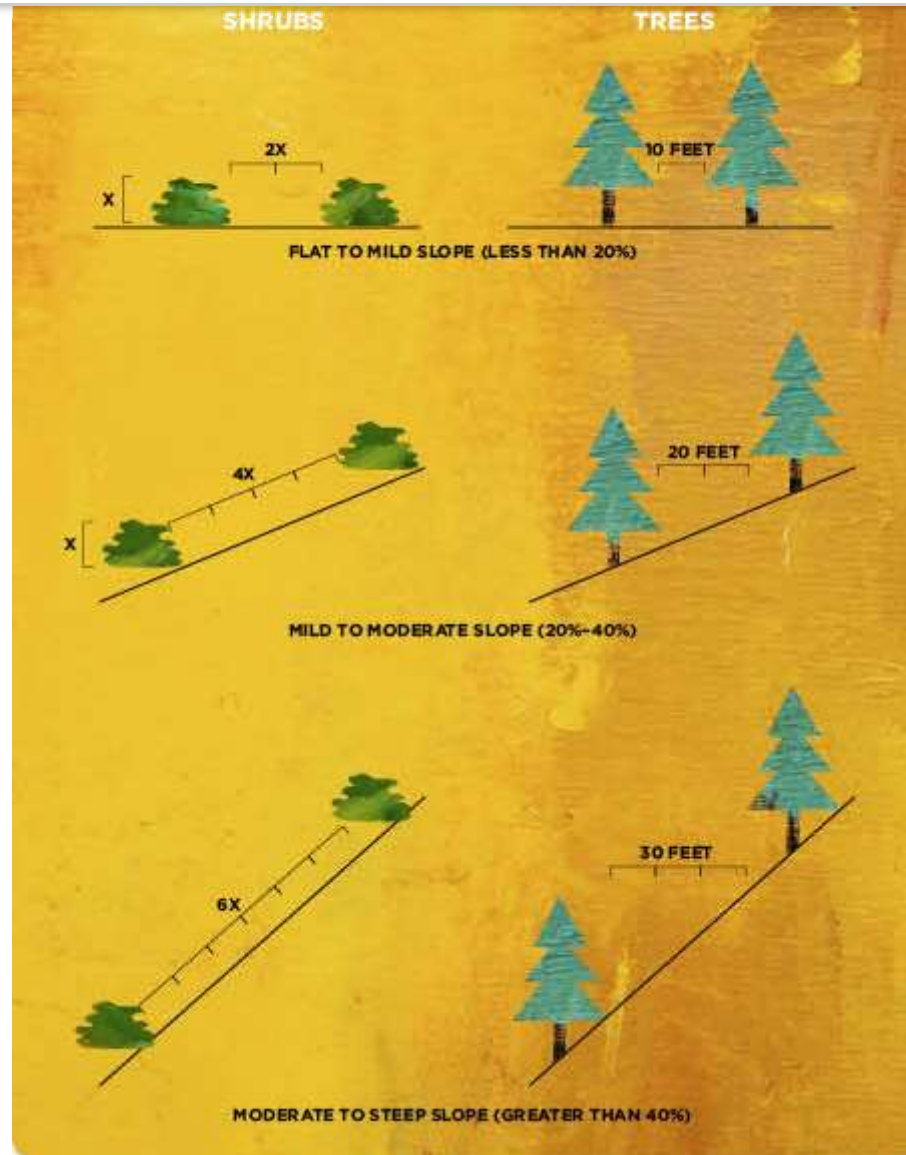 SHRUBS
TREES
2X
10 FEET
X
FLAT TO MILD SLOPE (LESS THAN 20%)
4X
20 FEET
X
MILD TO MODERATE SLOPE (20%–40%)
6X
30 FEET
MODERATE TO STEEP SLOPE (GREATER THAN 40%)